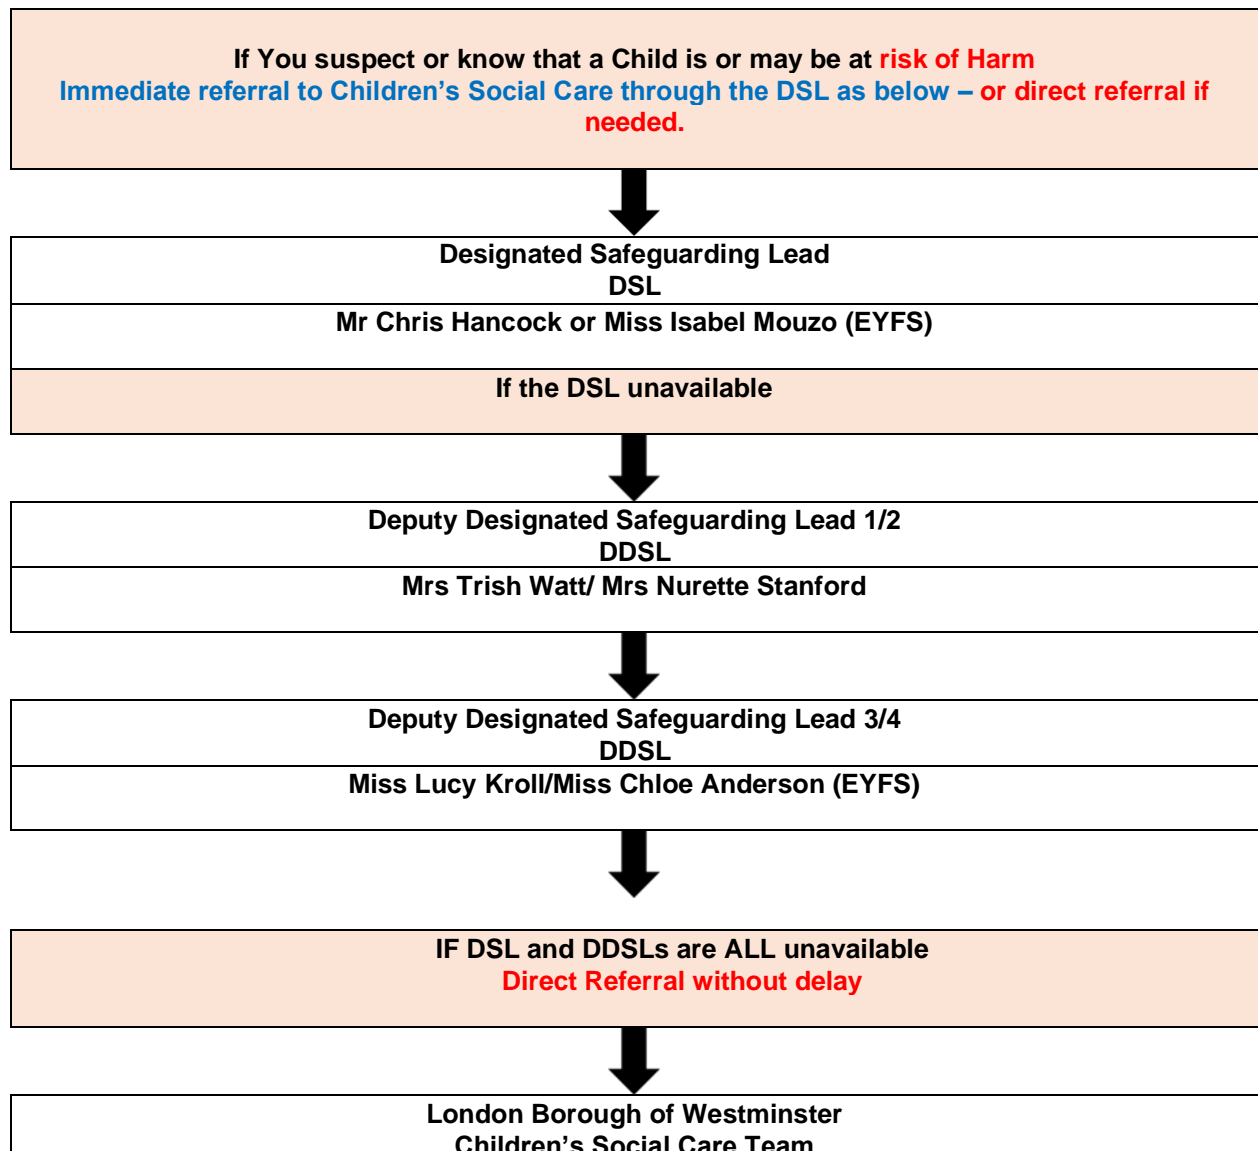 If You suspect or know that a Child is or may be at risk of Harm
Immediate referral to Children’s Social Care through the DSL as below – or direct referral if
needed.
Designated Safeguarding Lead
DSL
Mr Chris Hancock or Miss Isabel Mouzo (EYFS)
If the DSL unavailable
Deputy Designated Safeguarding Lead 1/2
DDSL
Mrs Trish Watt/ Mrs Nurette Stanford
Deputy Designated Safeguarding Lead 3/4
DDSL
Miss Lucy Kroll/Miss Chloe Anderson (EYFS)
IF DSL and DDSLs are ALL unavailable
Direct Referral without delay
London Borough of Westminster
Children’s Social Care Team